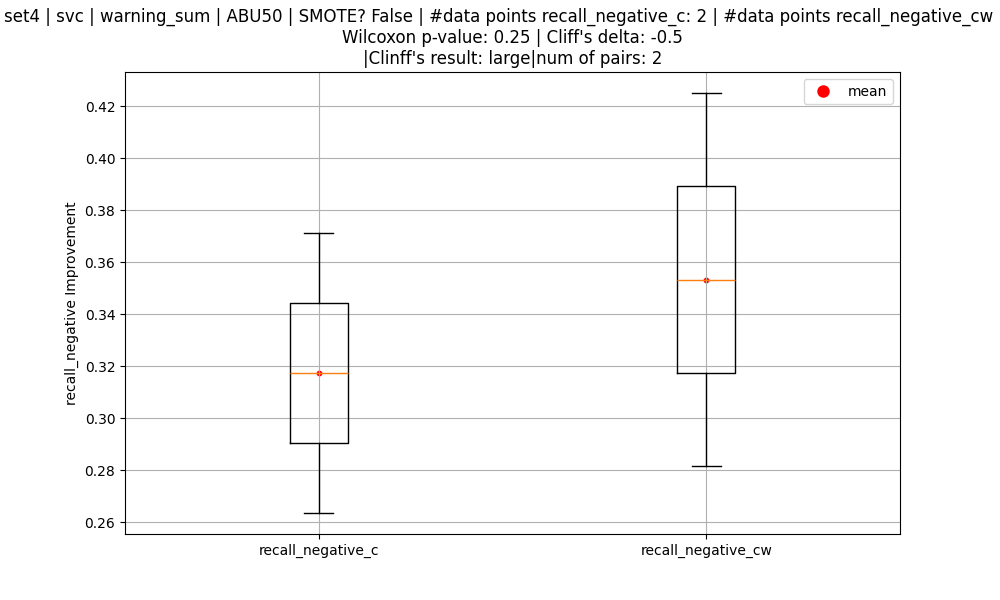 set4 | svc | warning_sum | ABU50 | SMOTE? False | #data points recall_negative_c: 2 | #data points recall_negative_cw
Wilcoxon p-value: 0.25 | Cliff's delta: -0.5
|Clinff's result: large|num of pairs: 2
mean
0.42
0.40
0.38
0.36
0.34
0.32
0.30
0.28
0.26
recall_negative Improvement
recall_negative_c
recall_negative_cw